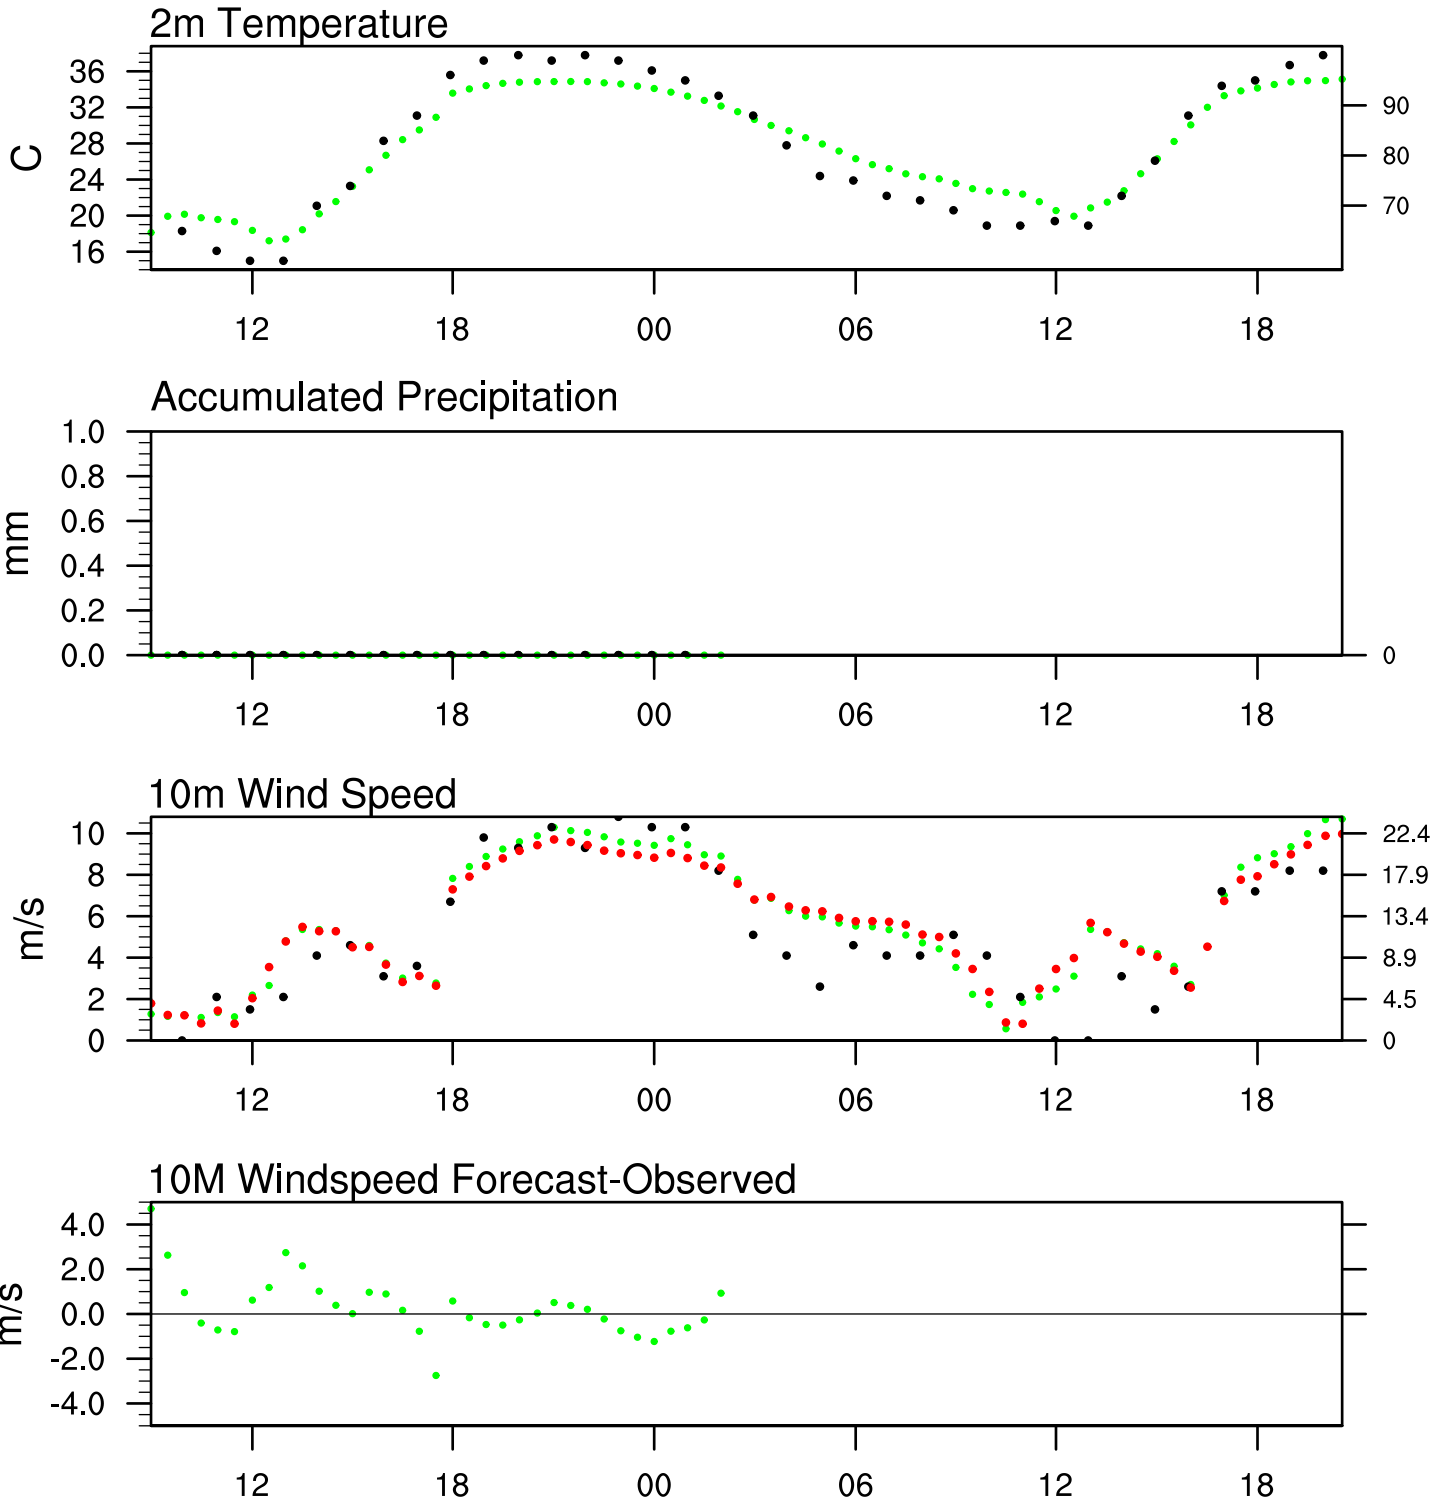 2m Temperature
C
36
32
28
24
20
16
90
80
70
12 18 00 06 12 18
Accumulated Precipitation
mm
1.0
0.8
0.6
0.4
0.2
0.0
0
12 18 00 06 12 18
10m Wind Speed
m/s
10
8
6
4
2
0
22.4
17.9
13.4
8.9
4.5
0
12 18 00 06 12 18
10M Windspeed Forecast-Observed
m/s
4.0
2.0
0.0
-2.0
-4.0
12 18 00 06 12 18